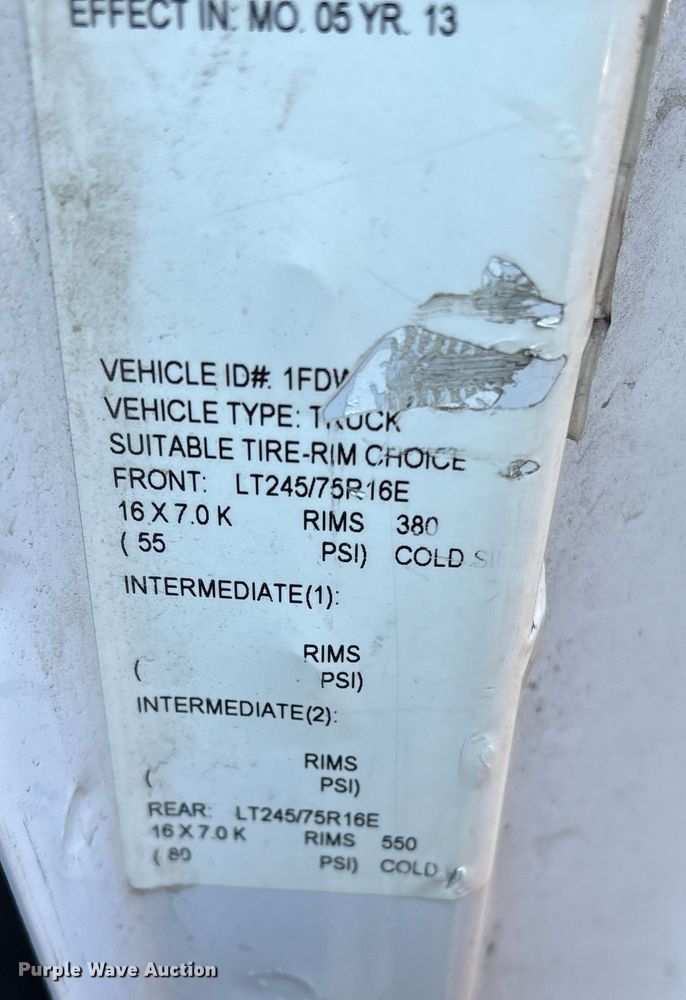 EFFECT IN: MO. 05 YR. 13
VEHICLE ID#. 1FDW
VEHICLE TYPE: TRUCK
SUITABLE TIRE-RIM CHOICE
FRONT: LT245/75R16E
16 X 7.0 K RIMS 380
( 55 PSI) COLD SIN
INTERMEDIATE(1):
RIMS
( PSI)
INTERMEDIATE(2):
RIMS
( PSI)
REAR: LT245/75R16E
16 X 7.0 K RIMS 550
( 80 PSI) COLD
Purple Wave Auction